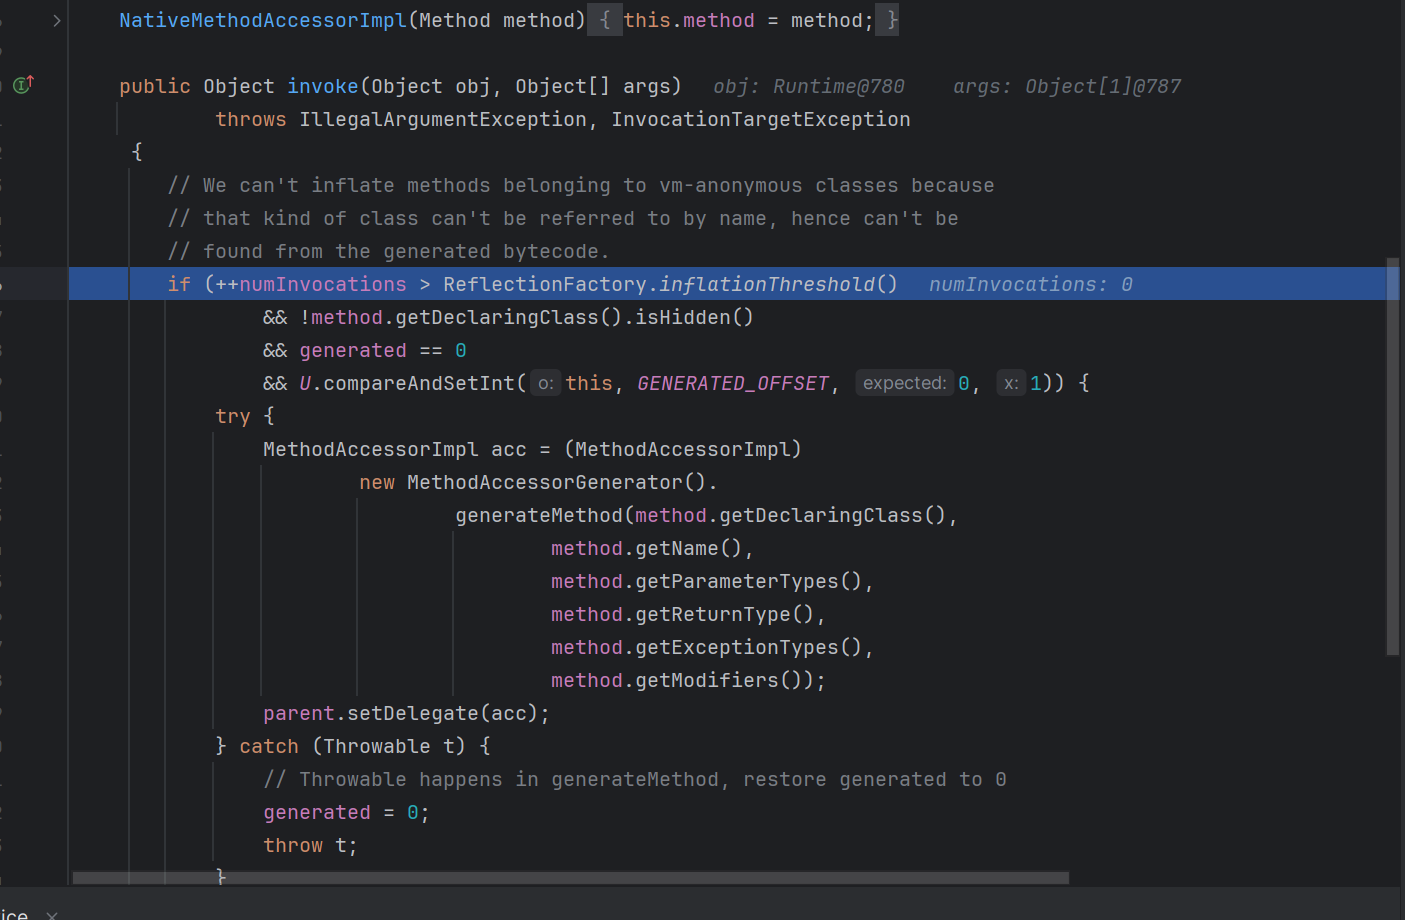 NativeMethodAccessorImpl(Method method) { this.method = method; }
public Object invoke(Object obj, Object[] args)   obj: Runtime@780    args: Object[1]@787
throws IllegalArgumentException, InvocationTargetException
{
// We can't inflate methods belonging to vm-anonymous classes because
// that kind of class can't be referred to by name, hence can't be
// found from the generated bytecode.
if (++numInvocations > ReflectionFactory.inflationThreshold()   numInvocations: 0
&& !method.getDeclaringClass().isHidden()
&& generated == 0
&& U.compareAndSetInt( o: this, GENERATED_OFFSET, expected: 0, x: 1)) {
try {
MethodAccessorImpl acc = (MethodAccessorImpl)
new MethodAccessorGenerator().
generateMethod(method.getDeclaringClass(),
method.getName(),
method.getParameterTypes(),
method.getReturnType(),
method.getExceptionTypes(),
method.getModifiers());
parent.setDelegate(acc);
} catch (Throwable t) {
// Throwable happens in generateMethod, restore generated to 0
generated = 0;
throw t;
}